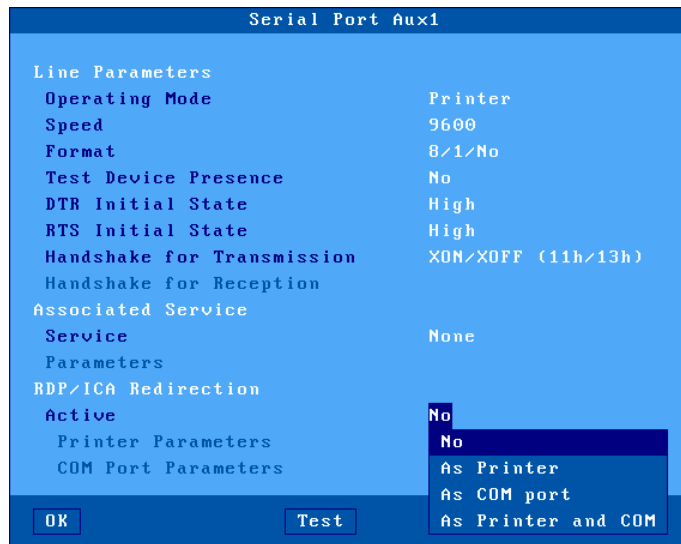 Serial Port Aux1
Line Parameters
Operating Mode Printer
Speed 9600
Format 8/1/No
Test Device Presence No
DTR Initial State High
RTS Initial State High
Handshake for Transmission XON/XOFF (11h/13h)
Handshake for Reception
Associated Service
Service None
Parameters
RDP/ICA Redirection
Active No
Printer Parameters No
COM Port Parameters As Printer
As COM port
OK Test As Printer and COM